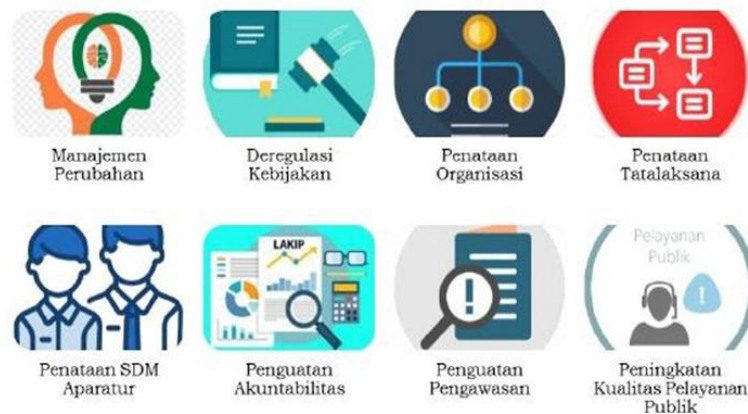 Manajemen
Perubahan
Deregulasi
Kebijakan
Penataan
Organisasi
Penataan
Tatalaksana
LAKIP
Pelayanan
Publik
Penataan SDM
Aparatur
Penguatan
Akuntabilitas
Penguatan
Pengawasan
Peningkatan
Kualitas Pelayanan
Publik